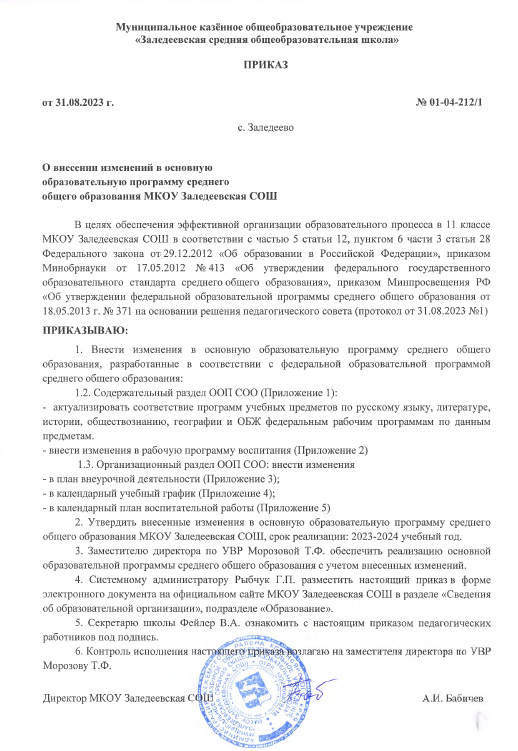 Муниципальное казённое общеобразовательное учреждение
«Заледеевская средняя общеобразовательная школа»
ПРИКАЗ
от 31.08.2023 г. № 01-04-212/1
с. Заледеево
О внесении изменений в основную
образовательную программу среднего
общего образования МКОУ Заледеевская СОШ
В целях обеспечения эффективной организации образовательного процесса в 11 классе
МКОУ Заледеевская СОШ в соответствии с частью 5 статьи 12, пунктом 6 части 3 статьи 28
Федерального закона от 29.12.2012 «Об образовании в Российской Федерации», приказом
Минобрнауки от 17.05.2012 № 413 «Об утверждении федерального государственного
образовательного стандарта среднего общего образования», приказом Минпросвещения РФ
«Об утверждении федеральной образовательной программы среднего общего образования от
18.05.2013 г. № 371 на основании решения педагогического совета (протокол от 31.08.2023 №1)
ПРИКАЗЫВАЮ:
1. Внести изменения в основную образовательную программу среднего общего
образования, разработанные в соответствии с федеральной образовательной программой
среднего общего образования:
1.2. Содержательный раздел ООП СОО (Приложение 1):
- актуализировать соответствие программ учебных предметов по русскому языку, литературе,
истории, обществознанию, географии и ОБЖ федеральным рабочим программам по данным
предметам.
- внести изменения в рабочую программу воспитания (Приложение 2)
1.3. Организационный раздел ООП СОО: внести изменения
- в план внеурочной деятельности (Приложение 3);
- в календарный учебный график (Приложение 4);
- в календарный план воспитательной работы (Приложение 5)
2. Утвердить внесенные изменения в основную образовательную программу среднего
общего образования МКОУ Заледеевская СОШ, срок реализации: 2023-2024 учебный год.
3. Заместителю директора по УВР Морозовой Т.Ф. обеспечить реализацию основной
образовательной программы среднего общего образования с учетом внесенных изменений.
4. Системному администратору Рыбчук Г.П. разместить настоящий приказ в форме
электронного документа на официальном сайте МКОУ Заледеевская СОШ в разделе «Сведения
об образовательной организации», подразделе «Образование».
5. Секретарю школы Фейлер В.А. ознакомить с настоящим приказом педагогических
работников под подпись.
6. Контроль исполнения настоящего приказа возлагаю на заместителя директора по УВР
Морозову Т.Ф.
Директор МКОУ Заледеевская СОШ А.И. Бабичев